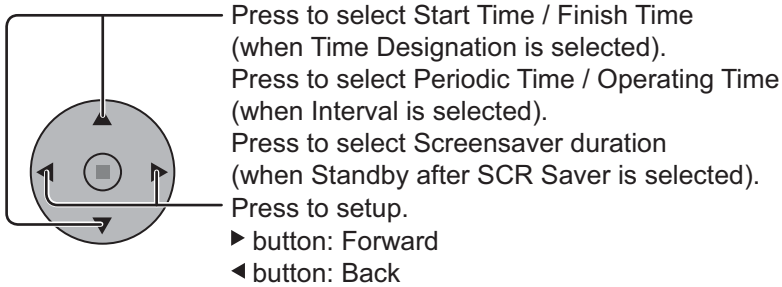 Press to select Start Time / Finish Time
(when Time Designation is selected).
Press to select Periodic Time / Operating Time
(when Interval is selected).
Press to select Screensaver duration
(when Standby after SCR Saver is selected).
Press to setup.
▶ button: Forward
◀ button: Back